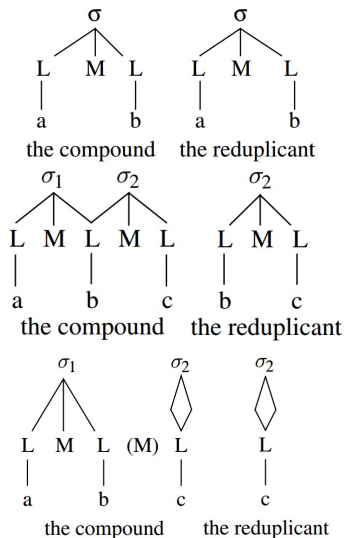 σ σ
L M L L M L
a b a b
the compound the reduplicant
σ1 σ2 σ2
L M L M L L M L
a b c b c
the compound the reduplicant
σ1 σ2 σ2
L M L (M) L L
a b c c
the compound the reduplicant